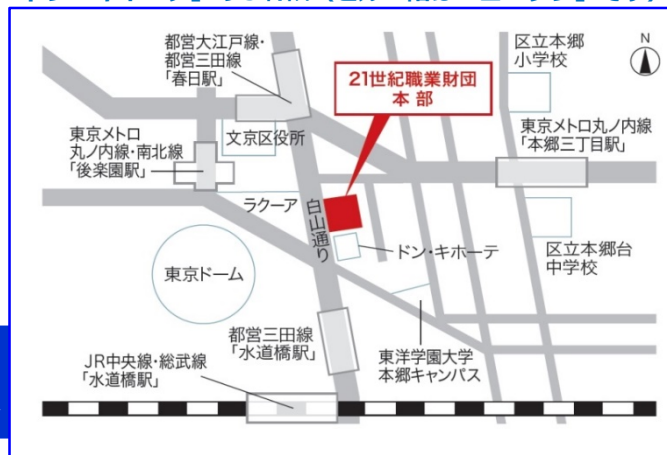 都営大江戸線・
都営三田線
「春日駅」
区立本郷
小学校
N
21世紀職業財団
本部
東京メトロ
丸ノ内線・南北線
「後楽園駅」
文京区役所
東京メトロ丸ノ内線
「本郷三丁目駅」
ラクーア
白山通り
ドン・キホーテ
区立本郷台
中学校
東京ドーム
都営三田線
「水道橋駅」
東洋学園大学
本郷キャンパス
JR中央線・総武線
「水道橋駅」